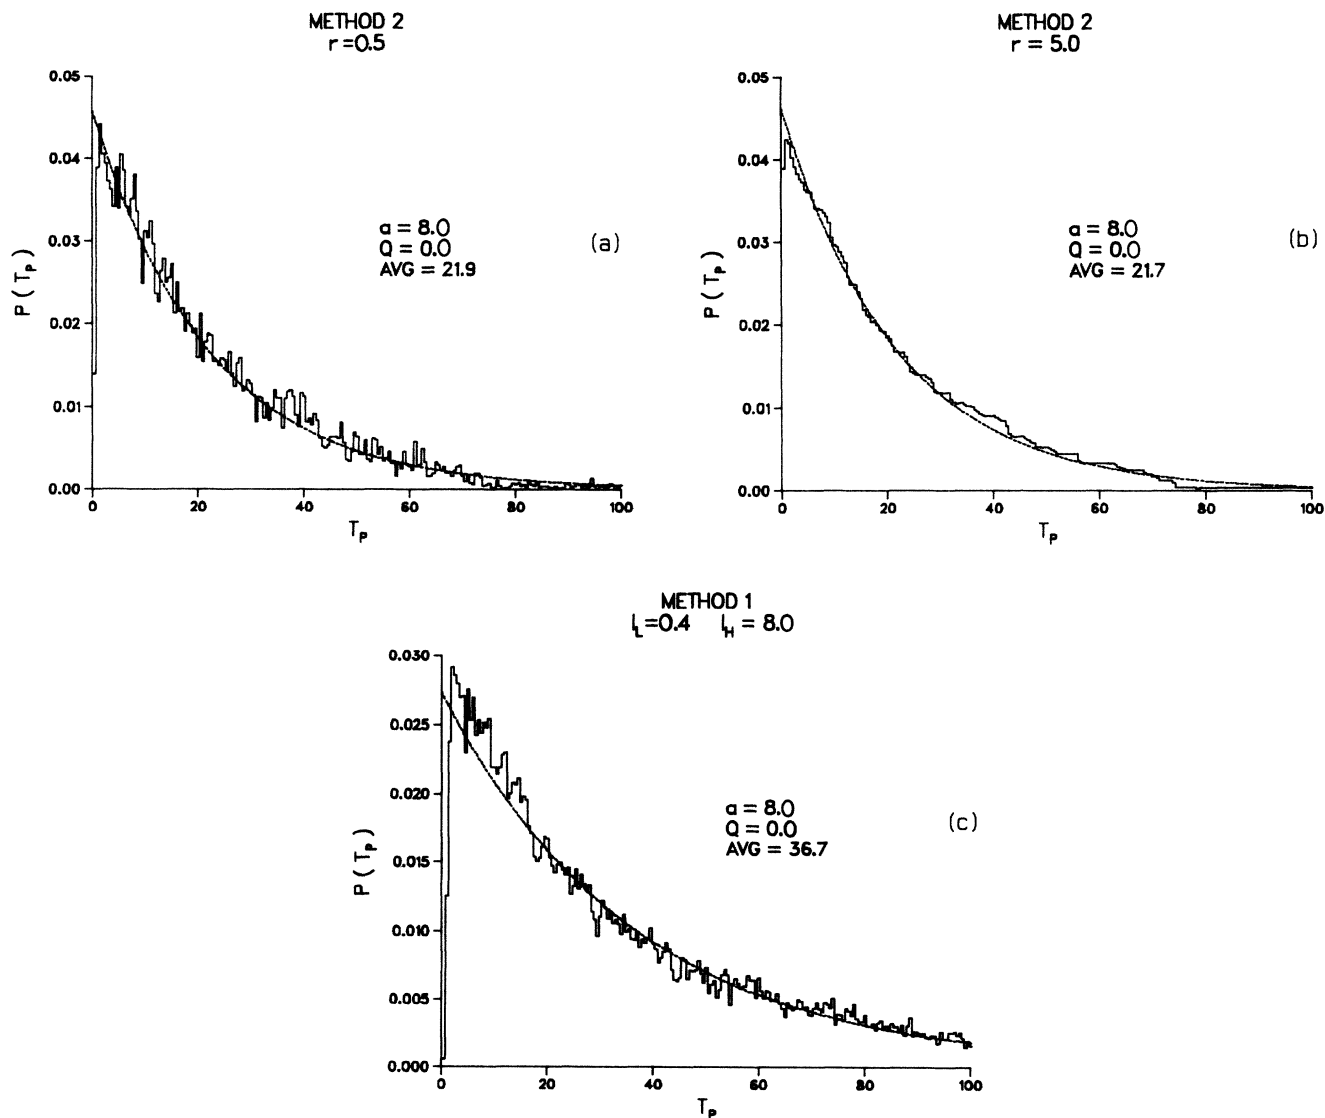 METHOD 2
r=0.5
0.05
0.04
0.03
0.02
0.01
0.00
P ( T_P )
a = 8.0
Q = 0.0
AVG = 21.9
(a)
0 20 40 60 80 100
T_P
METHOD 2
r = 5.0
0.05
0.04
0.03
0.02
0.01
0.00
P ( T_P )
a = 8.0
Q = 0.0
AVG = 21.7
(b)
0 20 40 60 80 100
T_P
METHOD 1
l_L=0.4 l_H = 8.0
0.030
0.025
0.020
0.015
0.010
0.005
0.000
P ( T_P )
a = 8.0
Q = 0.0
AVG = 36.7
(c)
0 20 40 60 80 100
T_P